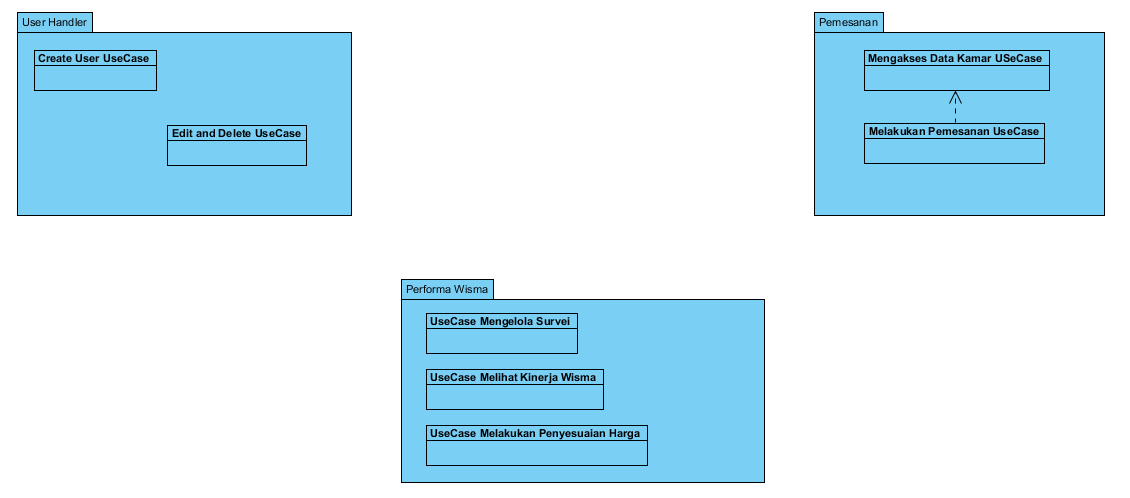 User Handler
Create User UseCase
Edit and Delete UseCase
Pemesanan
Mengakses Data Kamar USeCase
Melakukan Pemesanan UseCase
Performa Wisma
UseCase Mengelola Survei
UseCase Melihat Kinerja Wisma
UseCase Melakukan Penyesuaian Harga